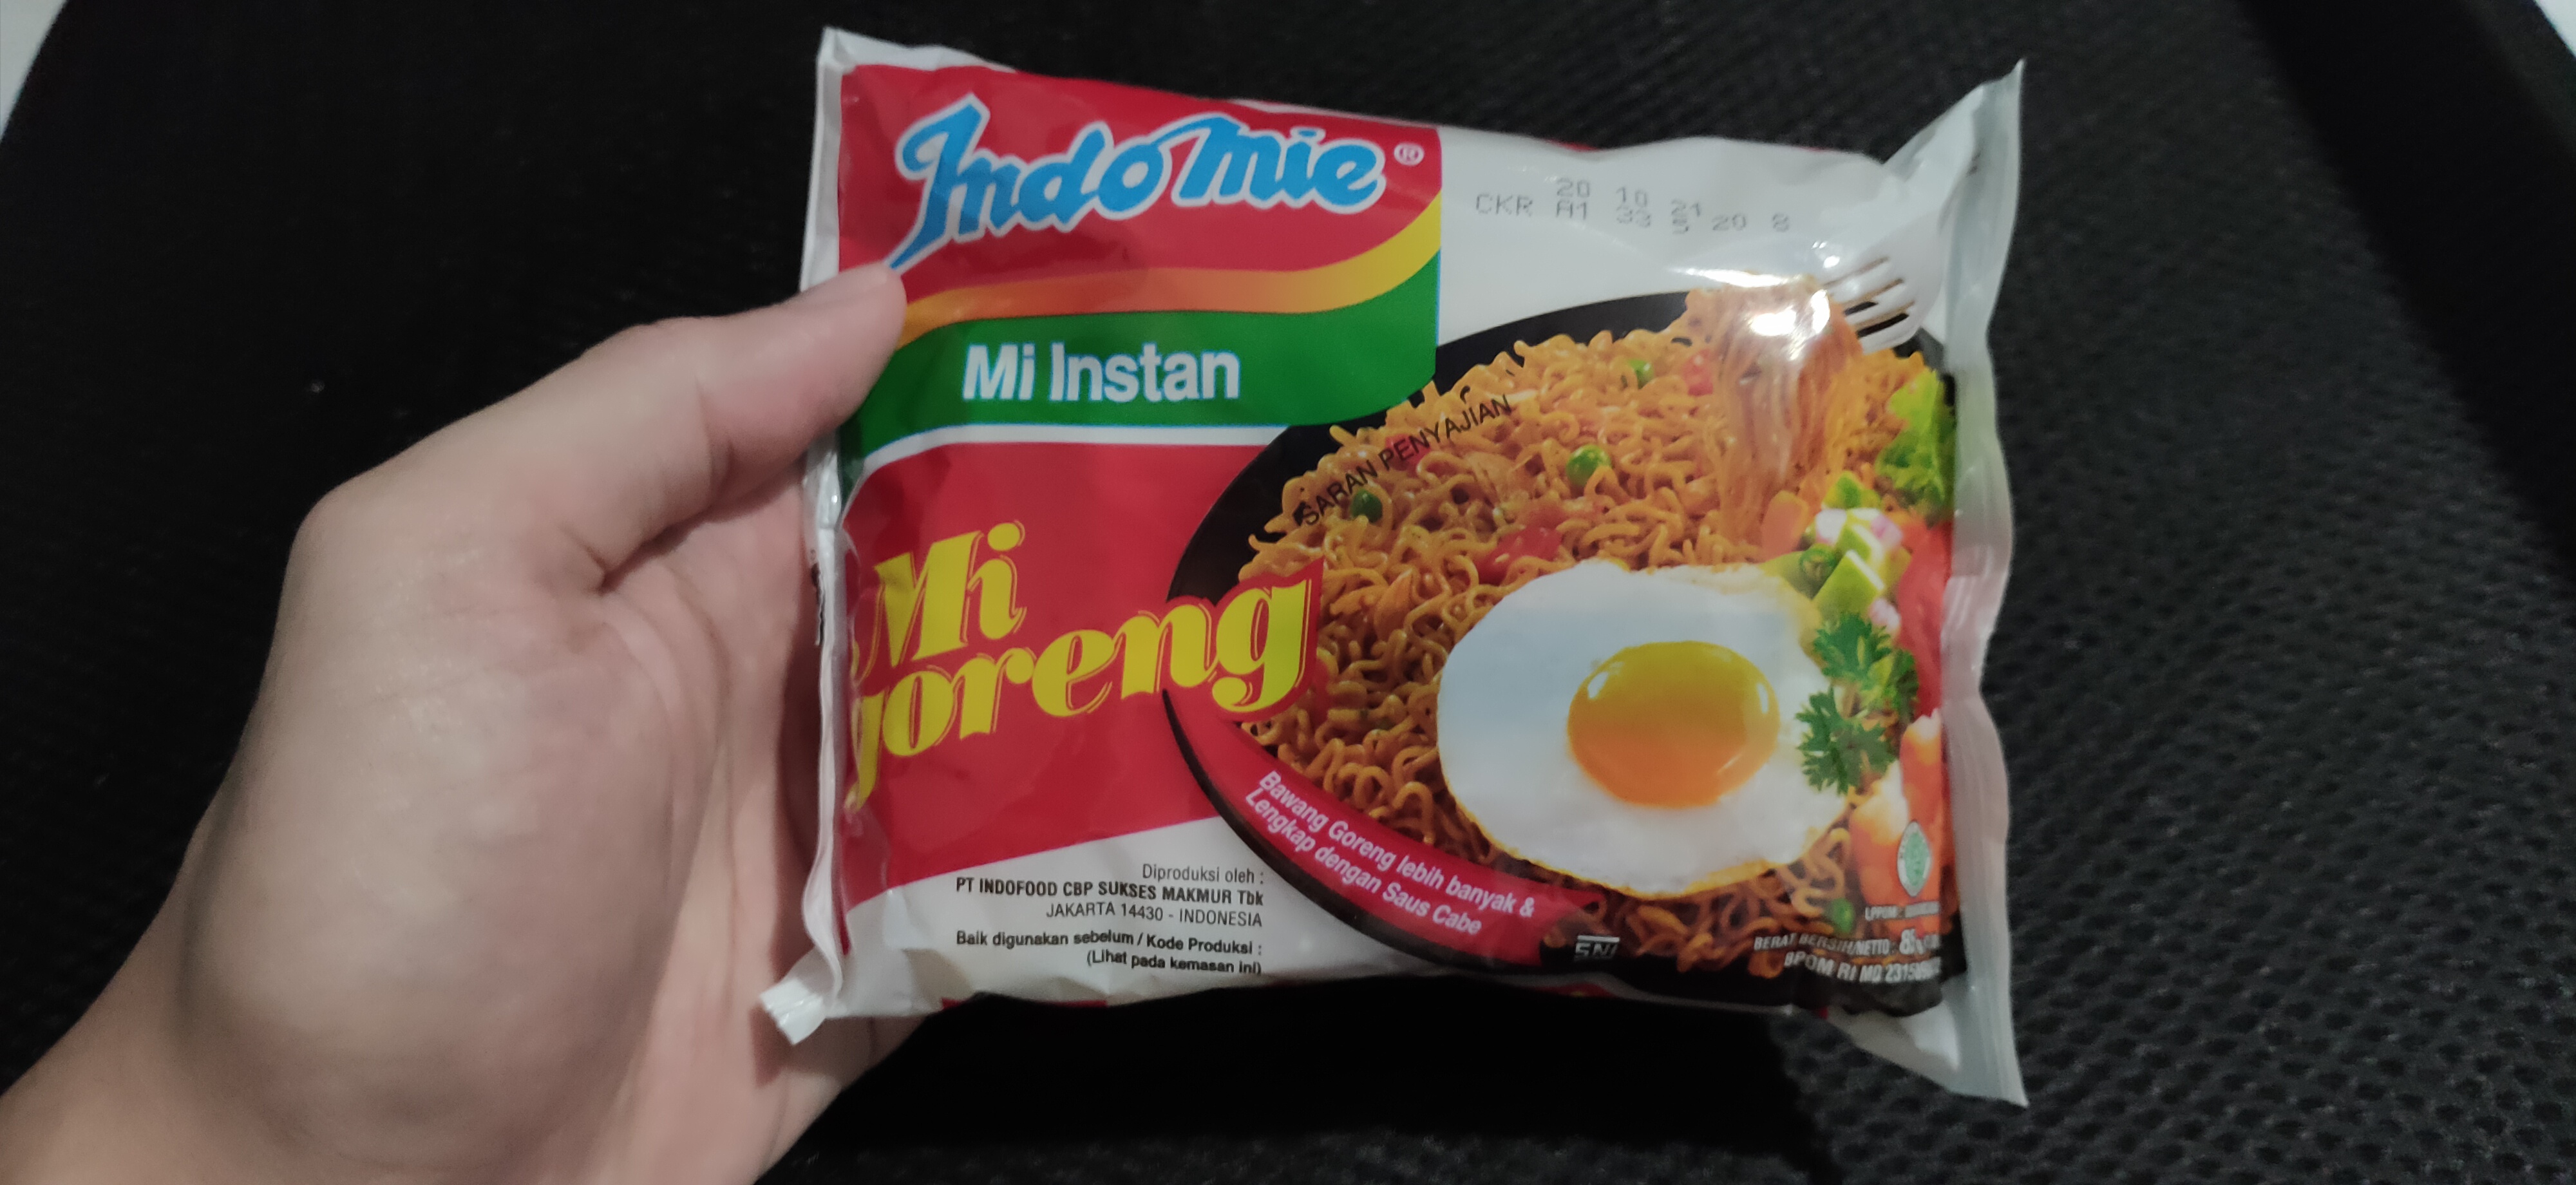 Indomie®
Mi Instan
Mi
goreng
20 10 21
CKR A1 20 8
SARAN PENYAJIAN
Bawang Goreng lebih banyak &
Lengkap dengan Saus Cabe
Diproduksi oleh :
PT INDOFOOD CBP SUKSES MAKMUR Tbk
JAKARTA 14430 - INDONESIA
Baik digunakan sebelum / Kode Produksi :
(Lihat pada kemasan ini)
SNI
BERAT BERSIH/NETTO :
BPOM RI MD